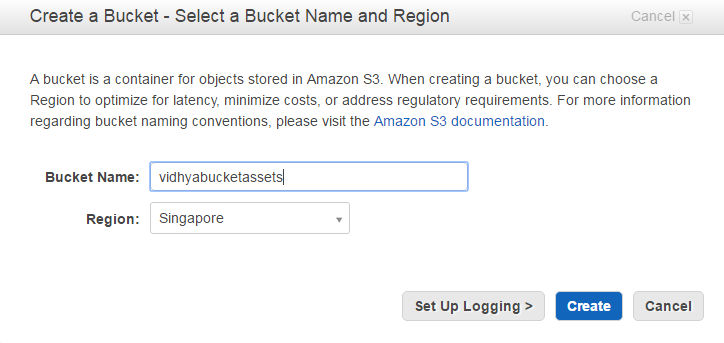 Create a Bucket - Select a Bucket Name and Region
Cancel
A bucket is a container for objects stored in Amazon S3. When creating a bucket, you can choose a
Region to optimize for latency, minimize costs, or address regulatory requirements. For more information
regarding bucket naming conventions, please visit the Amazon S3 documentation.
Bucket Name: vidhyabucketassets
Region: Singapore
Set Up Logging > Create Cancel